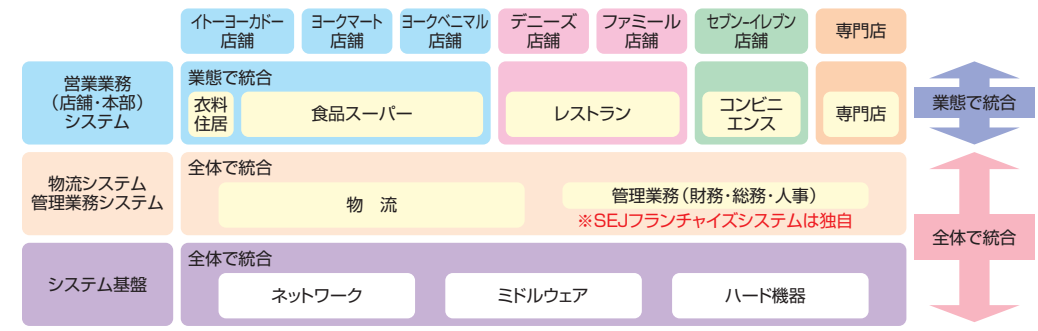 イトーヨーカドー
店舗
ヨークマート
店舗
ヨークベニマル
店舗
デニーズ
店舗
ファミール
店舗
セブン-イレブン
店舗
専門店
営業業務
(店舗・本部)
システム
業態で統合
衣料
住居
食品スーパー
レストラン
コンビニ
エンス
専門店
業態で統合
物流システム
管理業務システム
全体で統合
物 流
管理業務(財務・総務・人事)
※SEJフランチャイズシステムは独自
全体で統合
システム基盤
全体で統合
ネットワーク
ミドルウェア
ハード機器